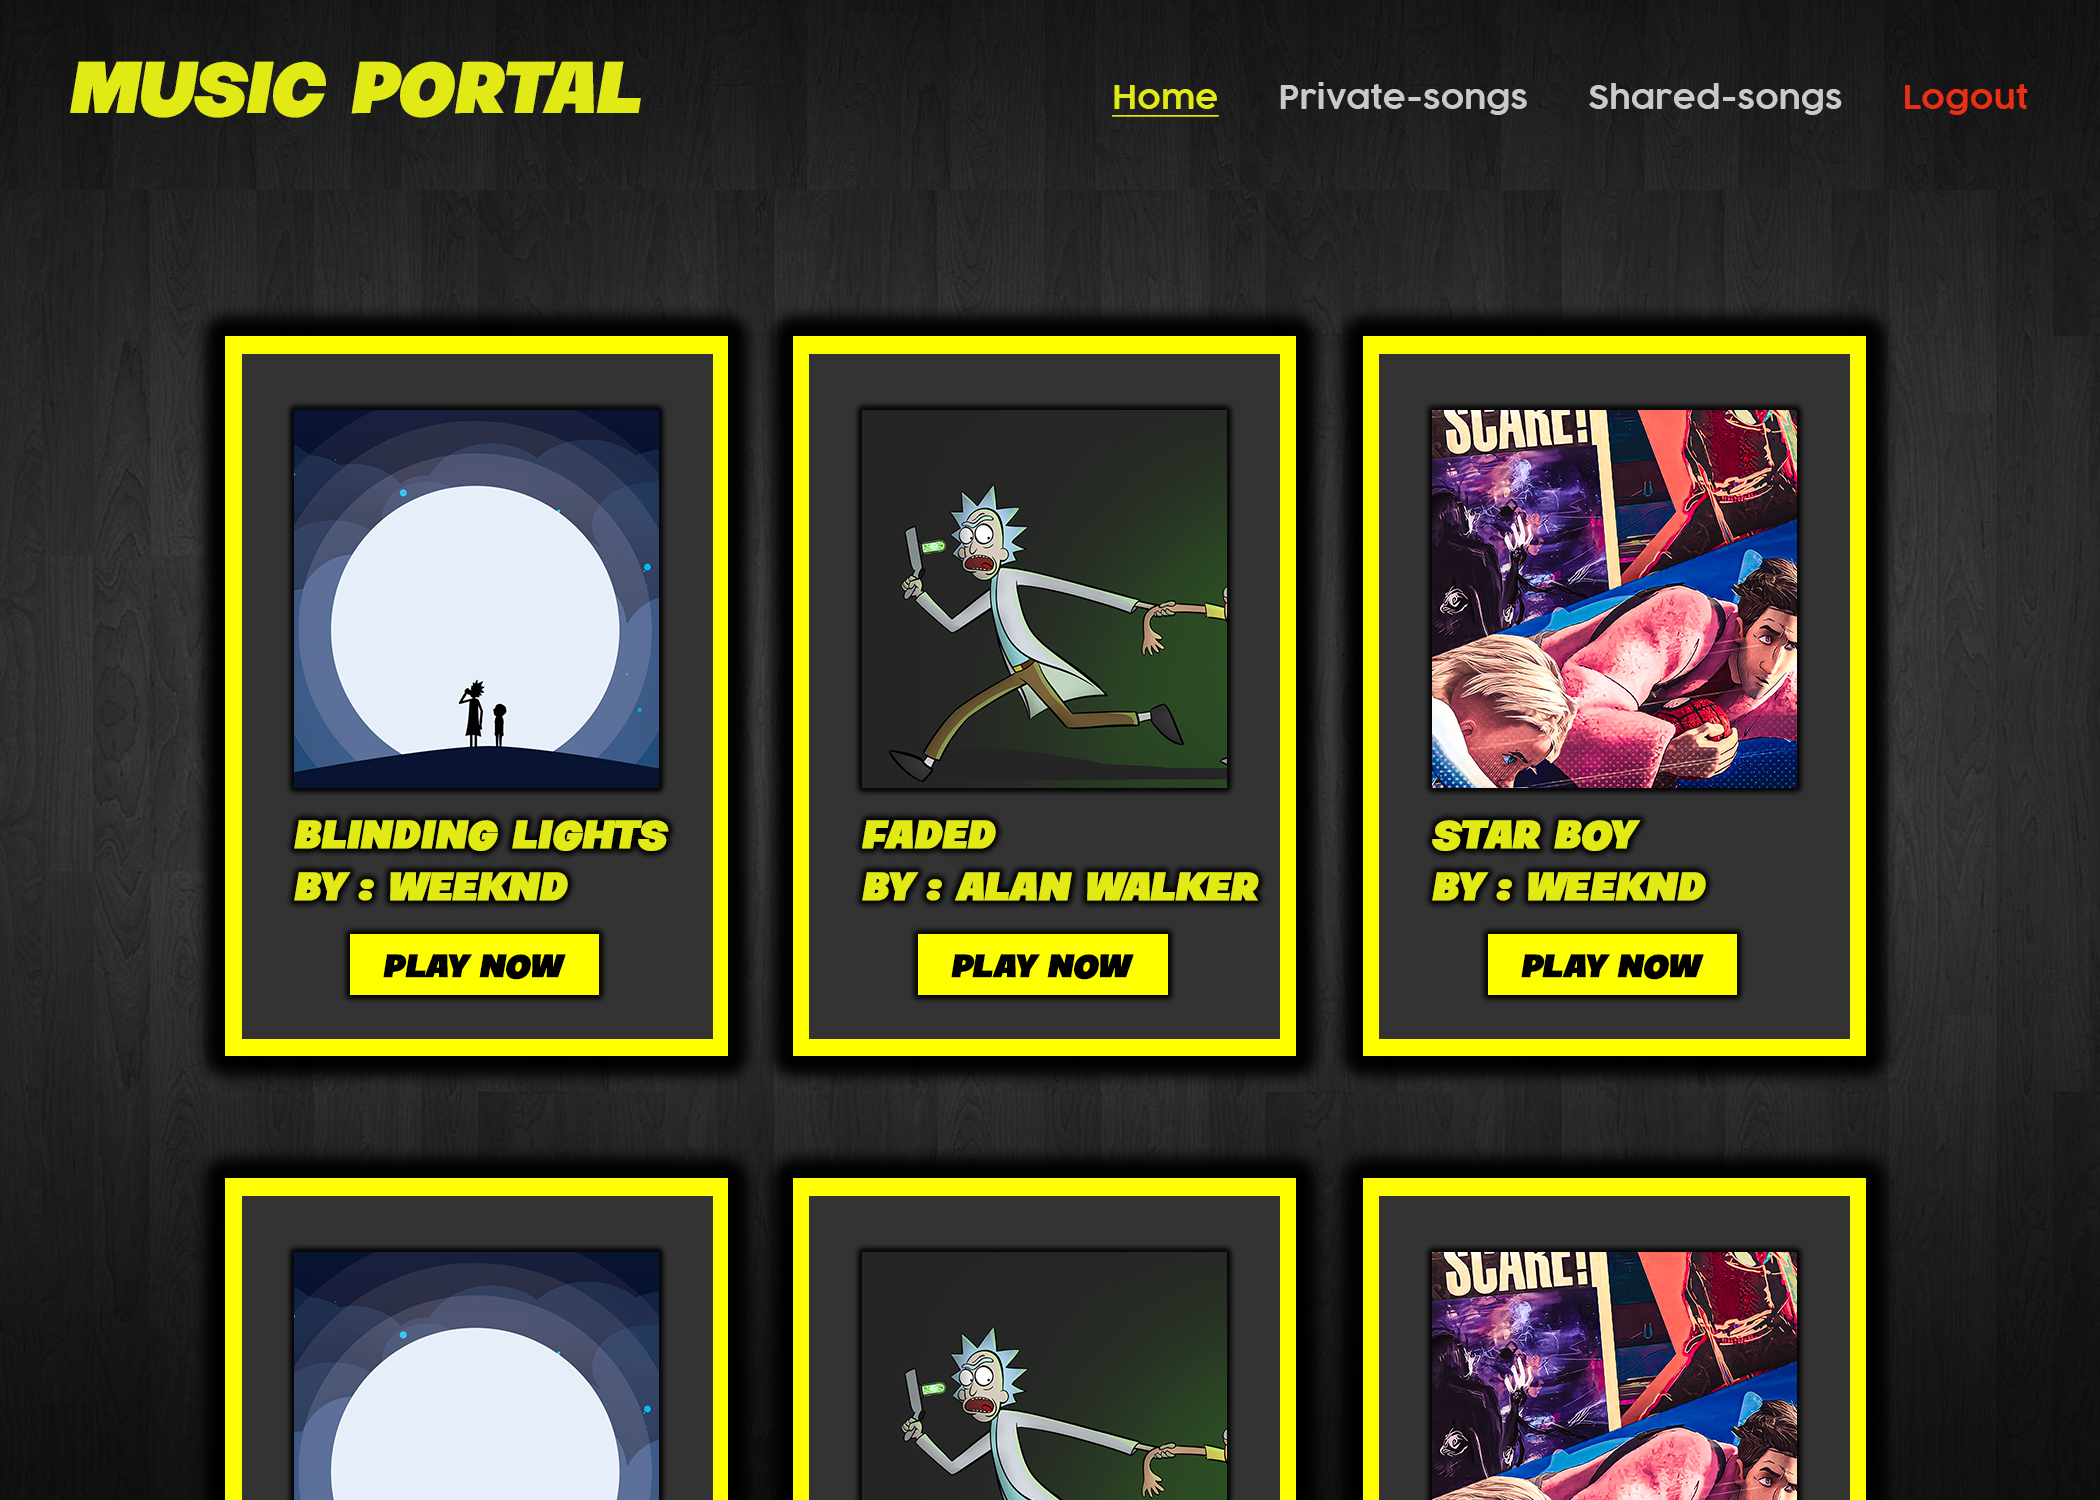 MUSIC PORTAL
Home Private-songs Shared-songs Logout
SCARE!
BLINDING LIGHTS
BY : WEEKND
PLAY NOW
FADED
BY : ALAN WALKER
PLAY NOW
STAR BOY
BY : WEEKND
PLAY NOW
SCARE!